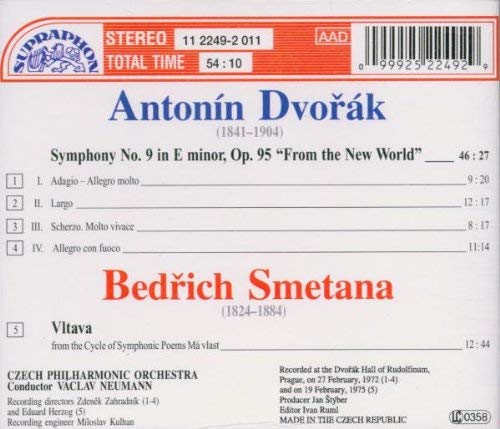 SUPRAPHON
STEREO 11 2249-2 011
TOTAL TIME 54:10
AAD
0 99925 22492 9
Antonín Dvořák
(1841–1904)
Symphony No. 9 in E minor, Op. 95 “From the New World” 46:27
1 I. Adagio – Allegro molto 9:20
2 II. Largo 12:17
3 III. Scherzo. Molto vivace 8:17
4 IV. Allegro con fuoco 11:14
Bedřich Smetana
(1824–1884)
5 Vltava
from the Cycle of Symphonic Poems Má vlast 12:44
CZECH PHILHARMONIC ORCHESTRA
Conductor VÁCLAV NEUMANN
Recording directors Zdeněk Zahradník (1-4)
and Eduard Herzog (5)
Recording engineer Miloslav Kulhan
Recorded at the Dvořák Hall of Rudolfinum,
Prague, on 27 February, 1972 (1-4)
and on 19 February, 1975 (5)
Producer Jan Štyber
Editor Ivan Ruml
MADE IN THE CZECH REPUBLIC
LC 0358